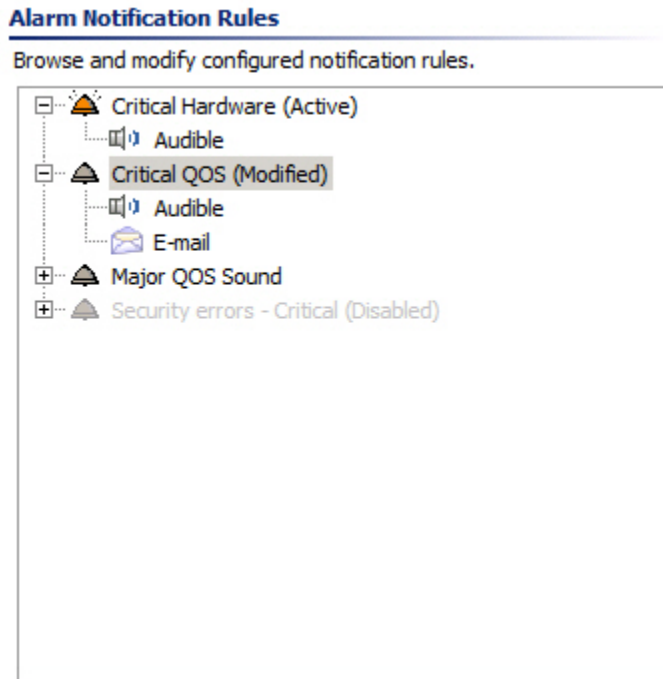 Alarm Notification Rules
Browse and modify configured notification rules.
Critical Hardware (Active)
Audible
Critical QOS (Modified)
Audible
E-mail
Major QOS Sound
Security errors - Critical (Disabled)